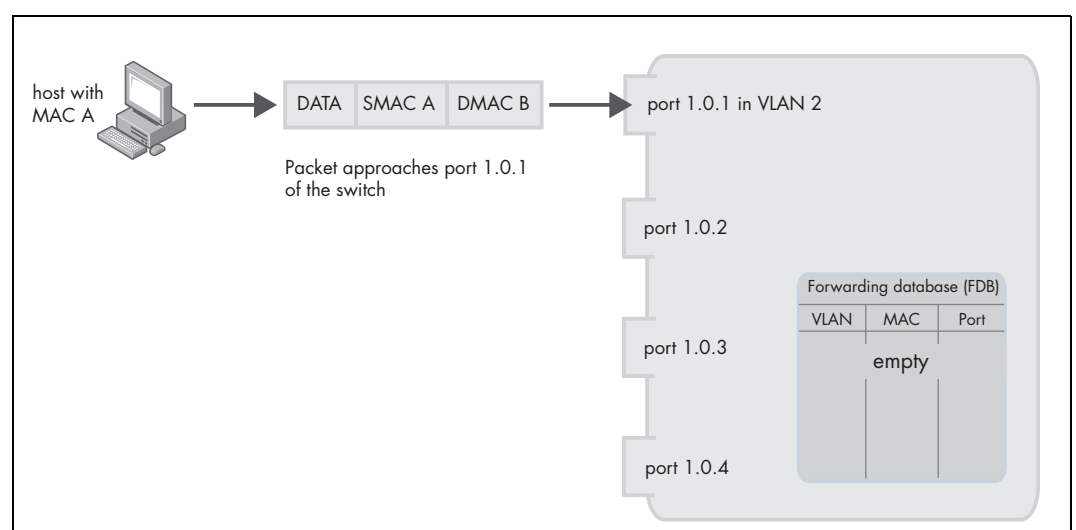 host with
MAC A
DATA SMAC A DMAC B
Packet approaches port 1.0.1
of the switch
port 1.0.1 in VLAN 2
port 1.0.2
port 1.0.3
port 1.0.4
Forwarding database (FDB)
VLAN MAC Port
empty